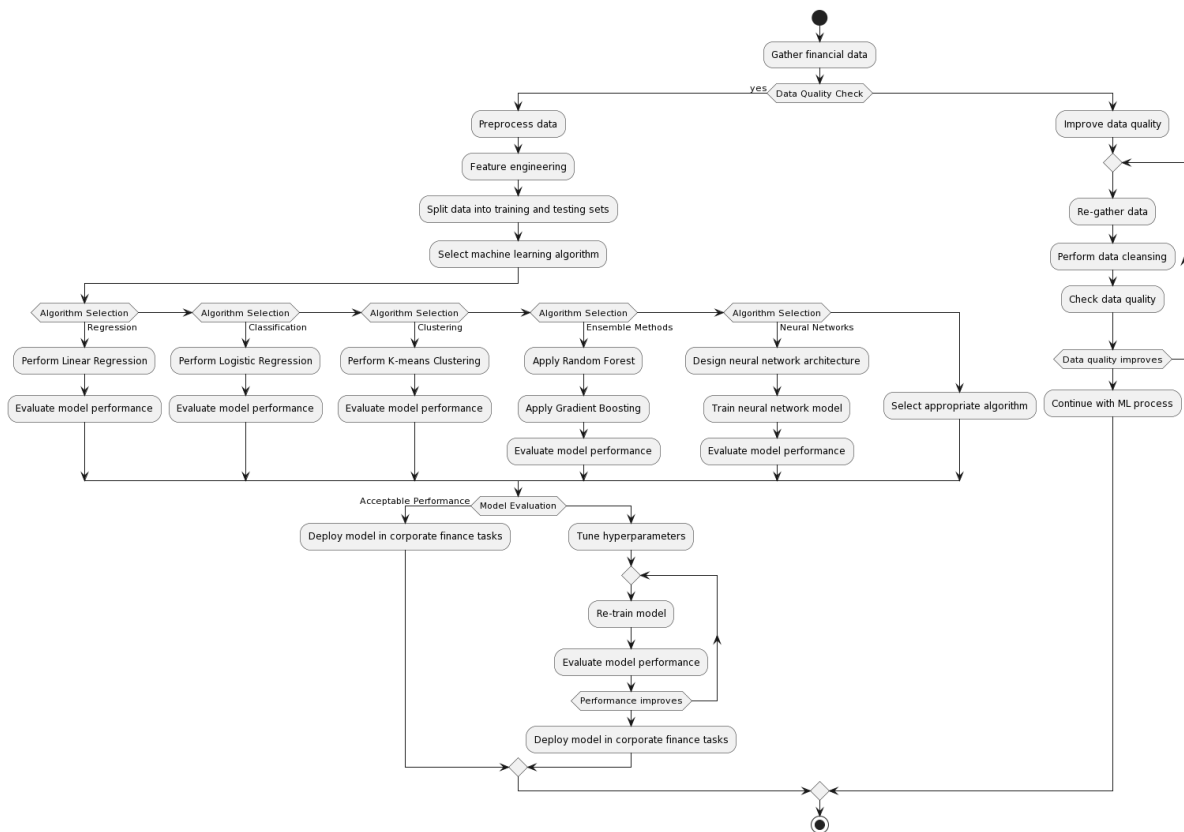 Gather financial data
yes
Data Quality Check
Preprocess data
Improve data quality
Feature engineering
Split data into training and testing sets
Re-gather data
Select machine learning algorithm
Perform data cleansing
Check data quality
Algorithm Selection
Algorithm Selection
Algorithm Selection
Algorithm Selection
Algorithm Selection
Regression
Classification
Clustering
Ensemble Methods
Neural Networks
Perform Linear Regression
Perform Logistic Regression
Perform K-means Clustering
Apply Random Forest
Design neural network architecture
Data quality improves
Evaluate model performance
Evaluate model performance
Evaluate model performance
Apply Gradient Boosting
Train neural network model
Select appropriate algorithm
Continue with ML process
Evaluate model performance
Evaluate model performance
Acceptable Performance
Model Evaluation
Deploy model in corporate finance tasks
Tune hyperparameters
Re-train model
Evaluate model performance
Performance improves
Deploy model in corporate finance tasks